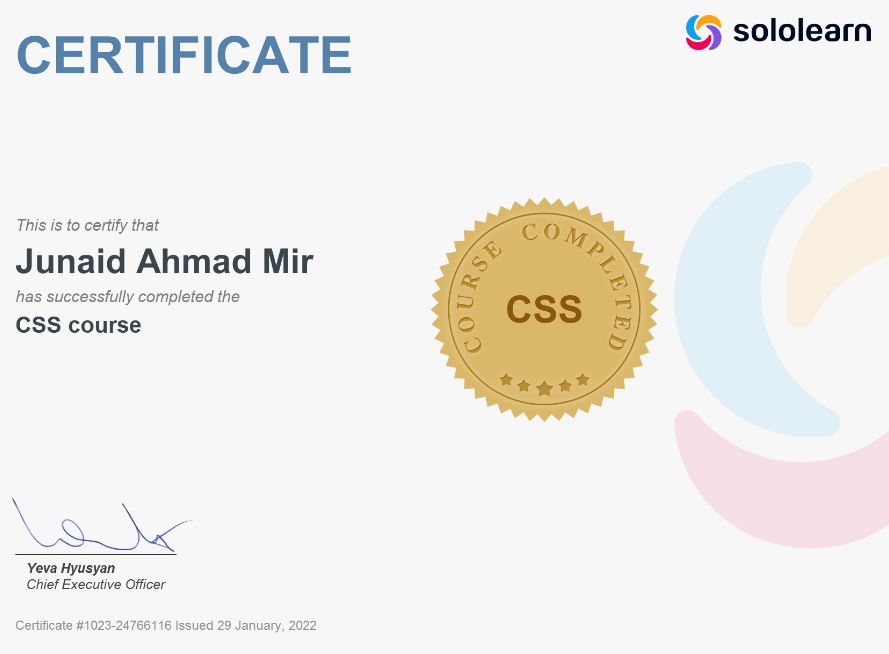 CERTIFICATE
sololearn
This is to certify that
Junaid Ahmad Mir
has successfully completed the
CSS course
COURSE COMPLETED
CSS
Yeva Hyusyan
Chief Executive Officer
Certificate #1023-24766116 Issued 29 January, 2022